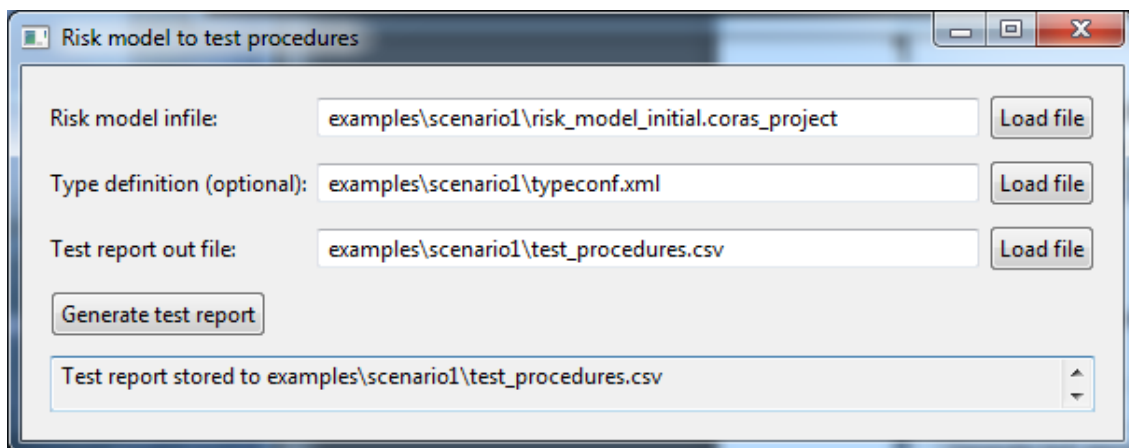 Risk model to test procedures
Risk model infile: examples\scenario1\risk_model_initial.coras_project Load file
Type definition (optional): examples\scenario1\typeconf.xml Load file
Test report out file: examples\scenario1\test_procedures.csv Load file
Generate test report
Test report stored to examples\scenario1\test_procedures.csv